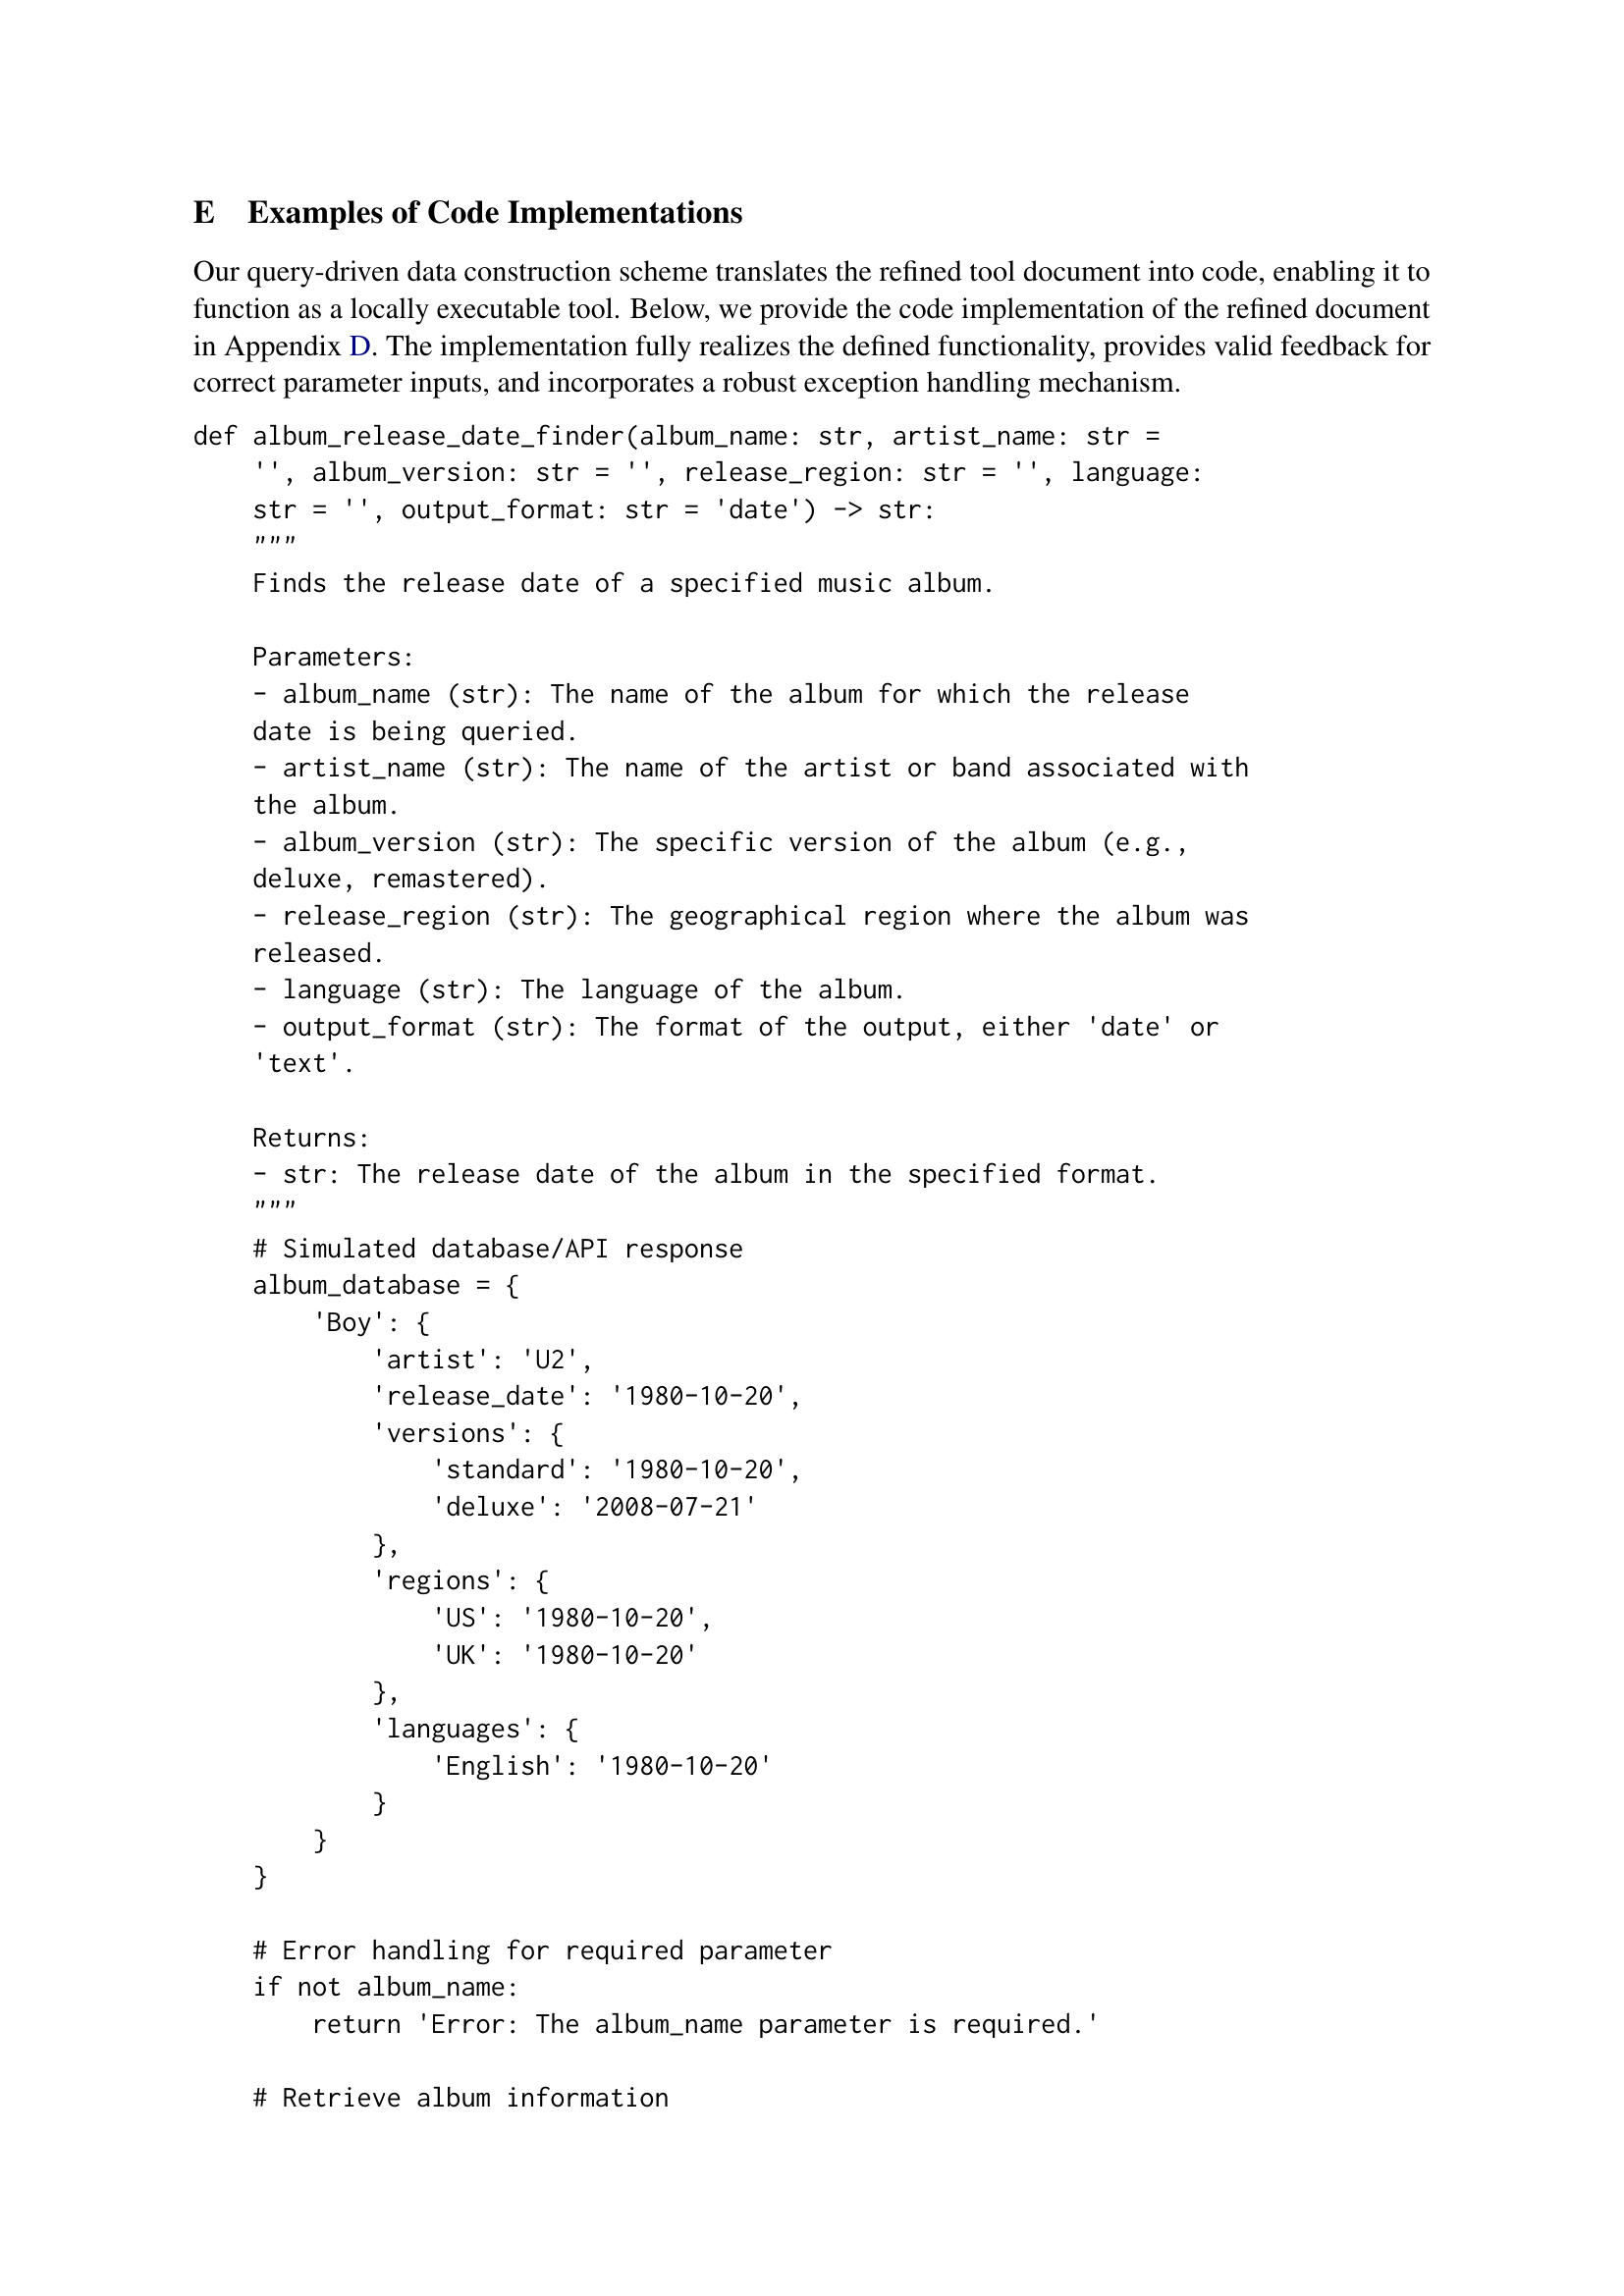 E Examples of Code Implementations
Our query-driven data construction scheme translates the refined tool document into code, enabling it to
function as a locally executable tool. Below, we provide the code implementation of the refined document
in Appendix D. The implementation fully realizes the defined functionality, provides valid feedback for
correct parameter inputs, and incorporates a robust exception handling mechanism.
def album_release_date_finder(album_name: str, artist_name: str =
    '', album_version: str = '', release_region: str = '', language:
    str = '', output_format: str = 'date') -> str:
    """
    Finds the release date of a specified music album.

    Parameters:
    - album_name (str): The name of the album for which the release
    date is being queried.
    - artist_name (str): The name of the artist or band associated with
    the album.
    - album_version (str): The specific version of the album (e.g.,
    deluxe, remastered).
    - release_region (str): The geographical region where the album was
    released.
    - language (str): The language of the album.
    - output_format (str): The format of the output, either 'date' or
    'text'.

    Returns:
    - str: The release date of the album in the specified format.
    """
    # Simulated database/API response
    album_database = {
        'Boy': {
            'artist': 'U2',
            'release_date': '1980-10-20',
            'versions': {
                'standard': '1980-10-20',
                'deluxe': '2008-07-21'
            },
            'regions': {
                'US': '1980-10-20',
                'UK': '1980-10-20'
            },
            'languages': {
                'English': '1980-10-20'
            }
        }
    }

    # Error handling for required parameter
    if not album_name:
        return 'Error: The album_name parameter is required.'

    # Retrieve album information